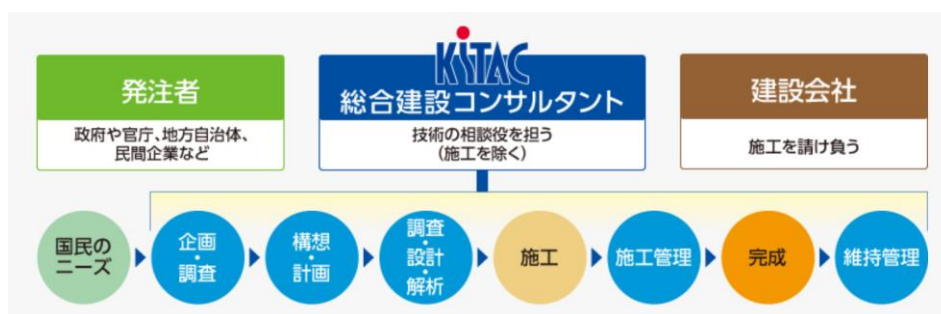 KITAC
発注者
政府や官庁、地方自治体、
民間企業など
総合建設コンサルタント
技術の相談役を担う
(施工を除く)
建設会社
施工を請け負う
国民の
ニーズ
企画
・
調査
構想
・
計画
調査
・
設計
・
解析
施工
施工管理
完成
維持管理